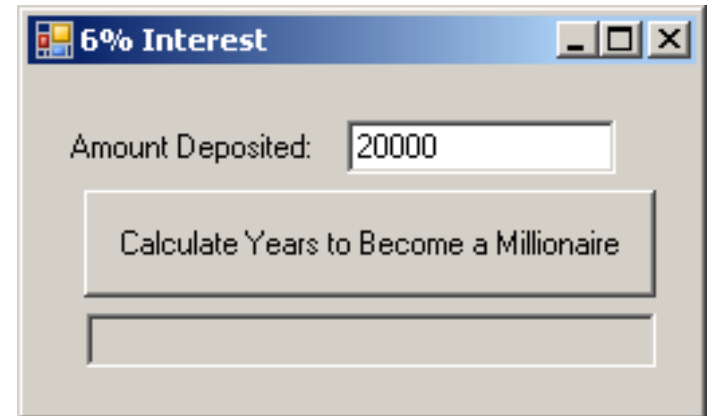 6% Interest
Amount Deposited: 20000
Calculate Years to Become a Millionaire